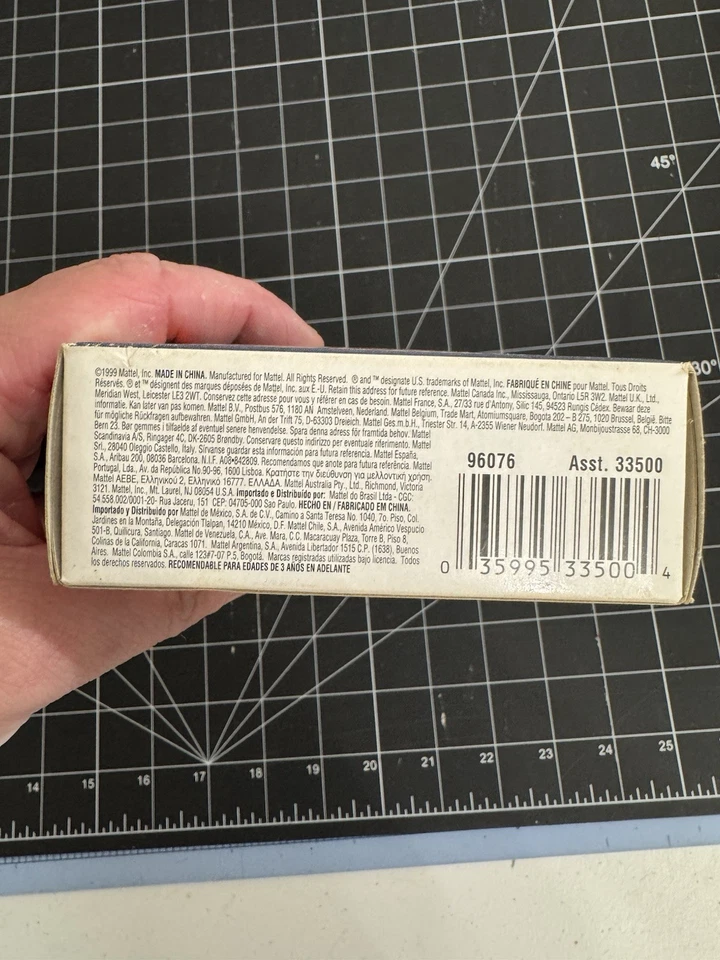 45°
30°
©1999 Mattel, Inc. MADE IN CHINA. Manufactured for Mattel. All Rights Reserved. ® and ™ designate U.S. trademarks of Mattel, Inc. FABRIQUÉ EN CHINE pour Mattel. Tous Droits
Réservés. ® et ™ désignent des marques déposées de Mattel, Inc. aux É.-U. Retain this address for future reference. Mattel Canada Inc., Mississauga, Ontario L5R 3W2. Mattel U.K., Ltd.,
Meridian West, Leicester LE3 2WT. Conservez cette adresse pour vous y référer en cas de besoin. Mattel France, S.A., 27/33 rue d'Antony, Silic 145, 94523 Rungis Cédex. Bewaar deze
informatie. Kan later van pas komen. Mattel B.V., Postbus 576, 1180 AN Amstelveen, Nederland. Mattel Belgium, Trade Mart, Atomiumsquare, Bogota 202 – B 275, 1020 Brussel, België. Bitte
für mögliche Rückfragen aufbewahren. Mattel GmbH, An der Tritt 75, D-63303 Dreieich. Mattel Ges.m.b.H., Triester Str. 14, A-2355 Wiener Neudorf. Mattel AG, Monbijoustrasse 68, CH-3000
Bern 23. Bør gemmes i tilfælde af eventuel senere henvendelse. Spara denna adress för framtida behov. Mattel
Scandinavia A/S, Ringager 4C, DK-2605 Brøndby. Conservare questo indirizzo per eventuale riferimento. Mattel
Srl., 28040 Oleggio Castello, Italy. Sírvanse guardar esta información para futura referencia. Mattel España,
S.A., Aribau 200, 08036 Barcelona. N.I.F. A08•842809. Recomendamos que anote para futura referência. Mattel
Portugal, Lda., Av. da República No.90-96, 1600 Lisboa. Κρατήστε την διεύθυνση για μελλοντική χρήση.
Mattel AEBE, Ελληνικού 2, Ελληνικό 16777. ΕΛΛΑΔΑ. Mattel Australia Pty., Ltd., Richmond, Victoria
3121. Mattel, Inc., Mt. Laurel, NJ 08054 U.S.A. Importado e Distribuído por: Mattel do Brasil Ltda - CGC:
54.558.002/0001-20- Rua Jaceru, 151 CEP: 04705-000 Sao Paulo. HECHO EN / FABRICADO EM CHINA.
Importado y Distribuido por Mattel de México, S.A. de C.V., Camino a Santa Teresa No. 1040, 7o. Piso, Col.
Jardines en la Montaña, Delegación Tlalpan, 14210 México, D.F. Mattel Chile, S.A., Avenida Américo Vespucio
501-B, Quilicura, Santiago. Mattel de Venezuela, C.A., Ave. Mara, C.C. Macaracuay Plaza, Torre B, Piso 8,
Colinas de la California, Caracas 1071. Mattel Argentina, S.A., Avenida Libertador 1515 C.P. (1638), Buenos
Aires. Mattel Colombia S.A., calle 123#7-07 P.5, Bogotá. Marcas registradas utilizadas bajo licencia. Todos
los derechos reservados. RECOMENDABLE PARA EDADES DE 3 AÑOS EN ADELANTE
96076 Asst. 33500
0 35995 33500 4
14 15 16 17 18 19 20 21 22 23 24 25